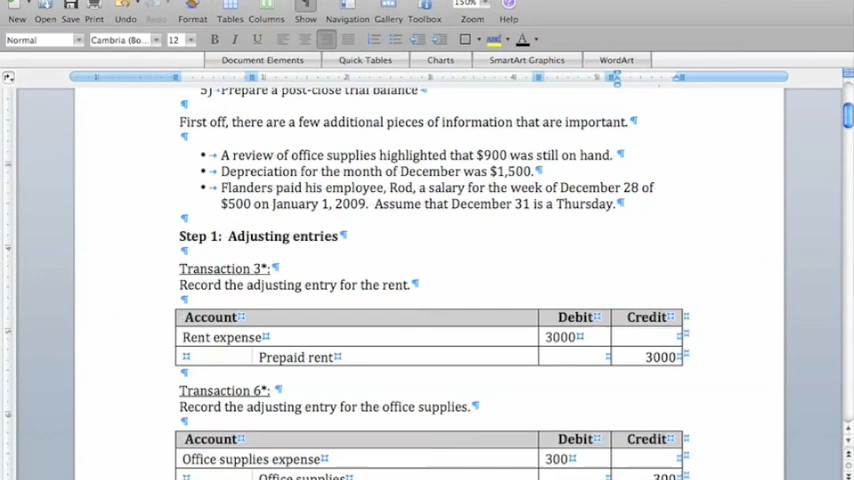 150%
New Open Save Print Undo Redo Format Tables Columns Show Navigation Gallery Toolbox Zoom Help
Normal Cambria (Bo... 12 B I U
Document Elements Quick Tables Charts SmartArt Graphics WordArt
5) Prepare a post-close trial balance
First off, there are a few additional pieces of information that are important.
• A review of office supplies highlighted that $900 was still on hand.
• Depreciation for the month of December was $1,500.
• Flanders paid his employee, Rod, a salary for the week of December 28 of
$500 on January 1, 2009. Assume that December 31 is a Thursday.
Step 1: Adjusting entries
Transaction 3*:
Record the adjusting entry for the rent.
Account Debit Credit
Rent expense 3000
Prepaid rent 3000
Transaction 6*:
Record the adjusting entry for the office supplies.
Account Debit Credit
Office supplies expense 300
Office supplies 300